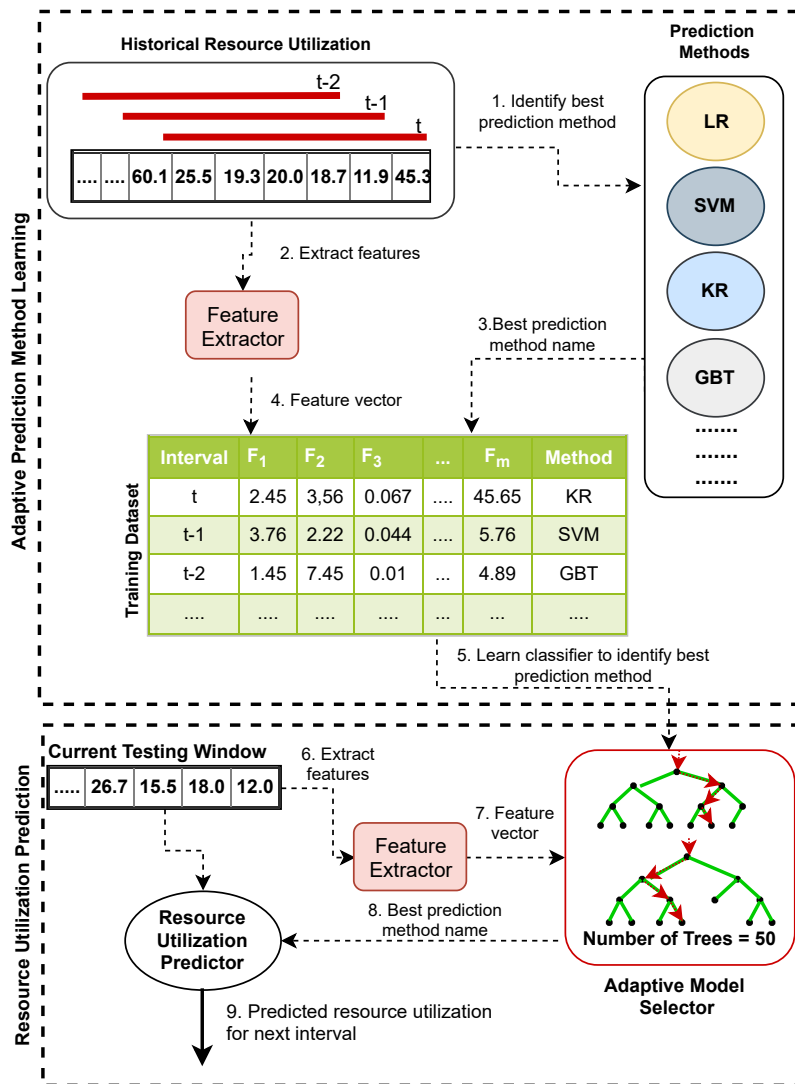 Historical Resource Utilization
Prediction
Methods
t-2
t-1
t
.... .... 60.1 25.5 19.3 20.0 18.7 11.9 45.3
1. Identify best
prediction method
LR
SVM
KR
GBT
.......
.......
.......
2. Extract features
Feature
Extractor
3.Best prediction
method name
4. Feature vector
Adaptive Prediction Method Learning
Training Dataset
Interval F1 F2 F3 ... Fm Method
t 2.45 3,56 0.067 .... 45.65 KR
t-1 3.76 2.22 0.044 .... 5.76 SVM
t-2 1.45 7.45 0.01 ... 4.89 GBT
.... .... .... .... ... .... ....
5. Learn classifier to identify best
prediction method
Resource Utilization Prediction
Current Testing Window
..... 26.7 15.5 18.0 12.0
6. Extract
features
Feature
Extractor
7. Feature
vector
8. Best prediction
method name
Number of Trees = 50
Adaptive Model
Selector
Resource
Utilization
Predictor
9. Predicted resource utilization
for next interval